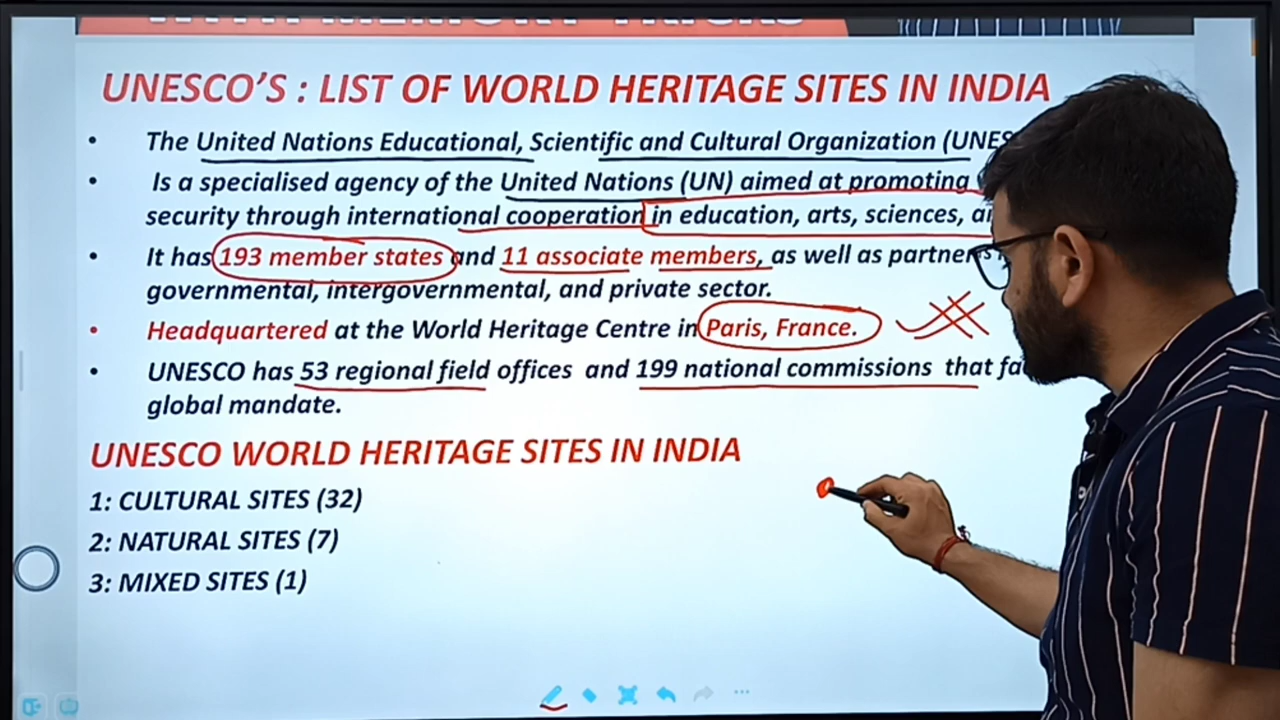 UNESCO'S : LIST OF WORLD HERITAGE SITES IN INDIA
• The United Nations Educational, Scientific and Cultural Organization (UNES
• Is a specialised agency of the United Nations (UN) aimed at promoting
security through international cooperation in education, arts, sciences,
• It has 193 member states and 11 associate members, as well as partners
governmental, intergovernmental, and private sector.
• Headquartered at the World Heritage Centre in Paris, France.
• UNESCO has 53 regional field offices and 199 national commissions that
global mandate.
UNESCO WORLD HERITAGE SITES IN INDIA
1: CULTURAL SITES (32)
2: NATURAL SITES (7)
3: MIXED SITES (1)